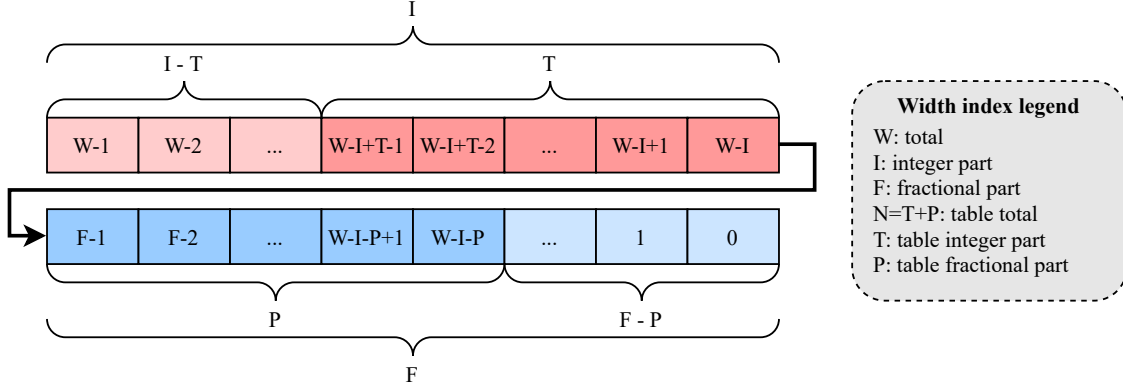 I
I - T
T
W-1 W-2 ... W-I+T-1 W-I+T-2 ... W-I+1 W-I
F-1 F-2 ... W-I-P+1 W-I-P ... 1 0
P
F - P
F
Width index legend
W: total
I: integer part
F: fractional part
N=T+P: table total
T: table integer part
P: table fractional part